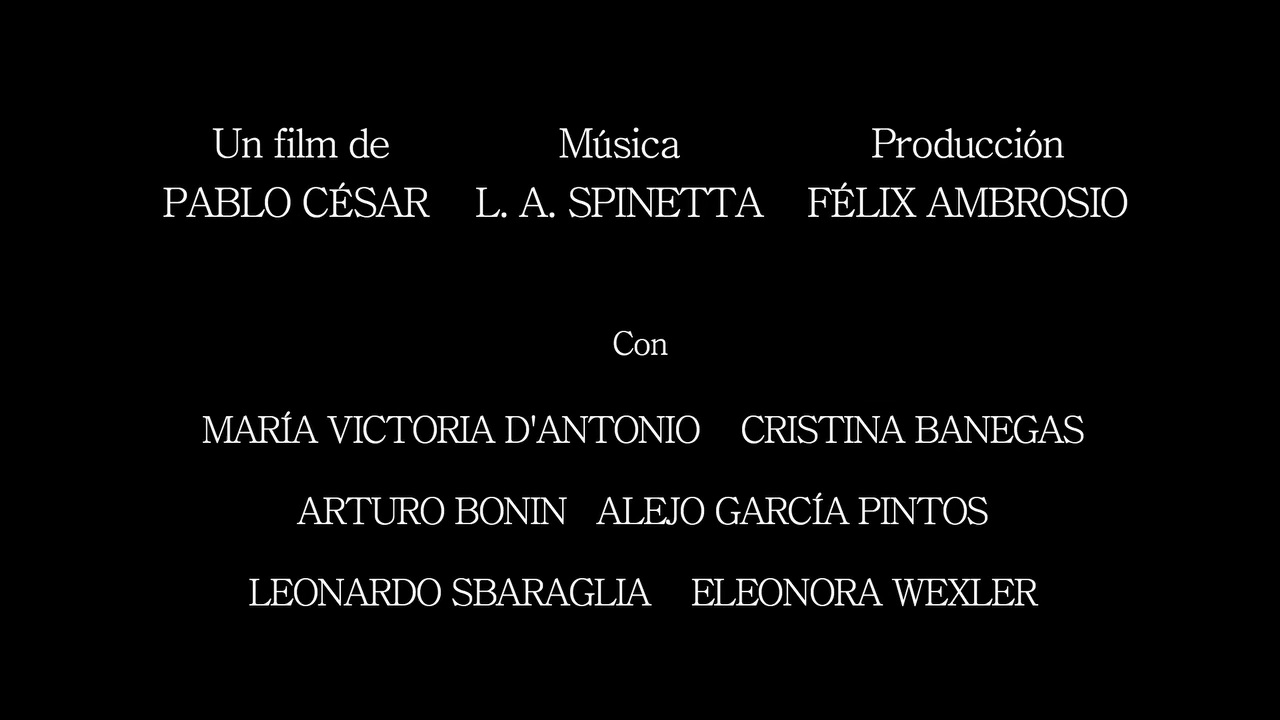 Un film de Música Producción
PABLO CÉSAR L. A. SPINETTA FÉLIX AMBROSIO
Con
MARÍA VICTORIA D'ANTONIO CRISTINA BANEGAS
ARTURO BONIN ALEJO GARCÍA PINTOS
LEONARDO SBARAGLIA ELEONORA WEXLER